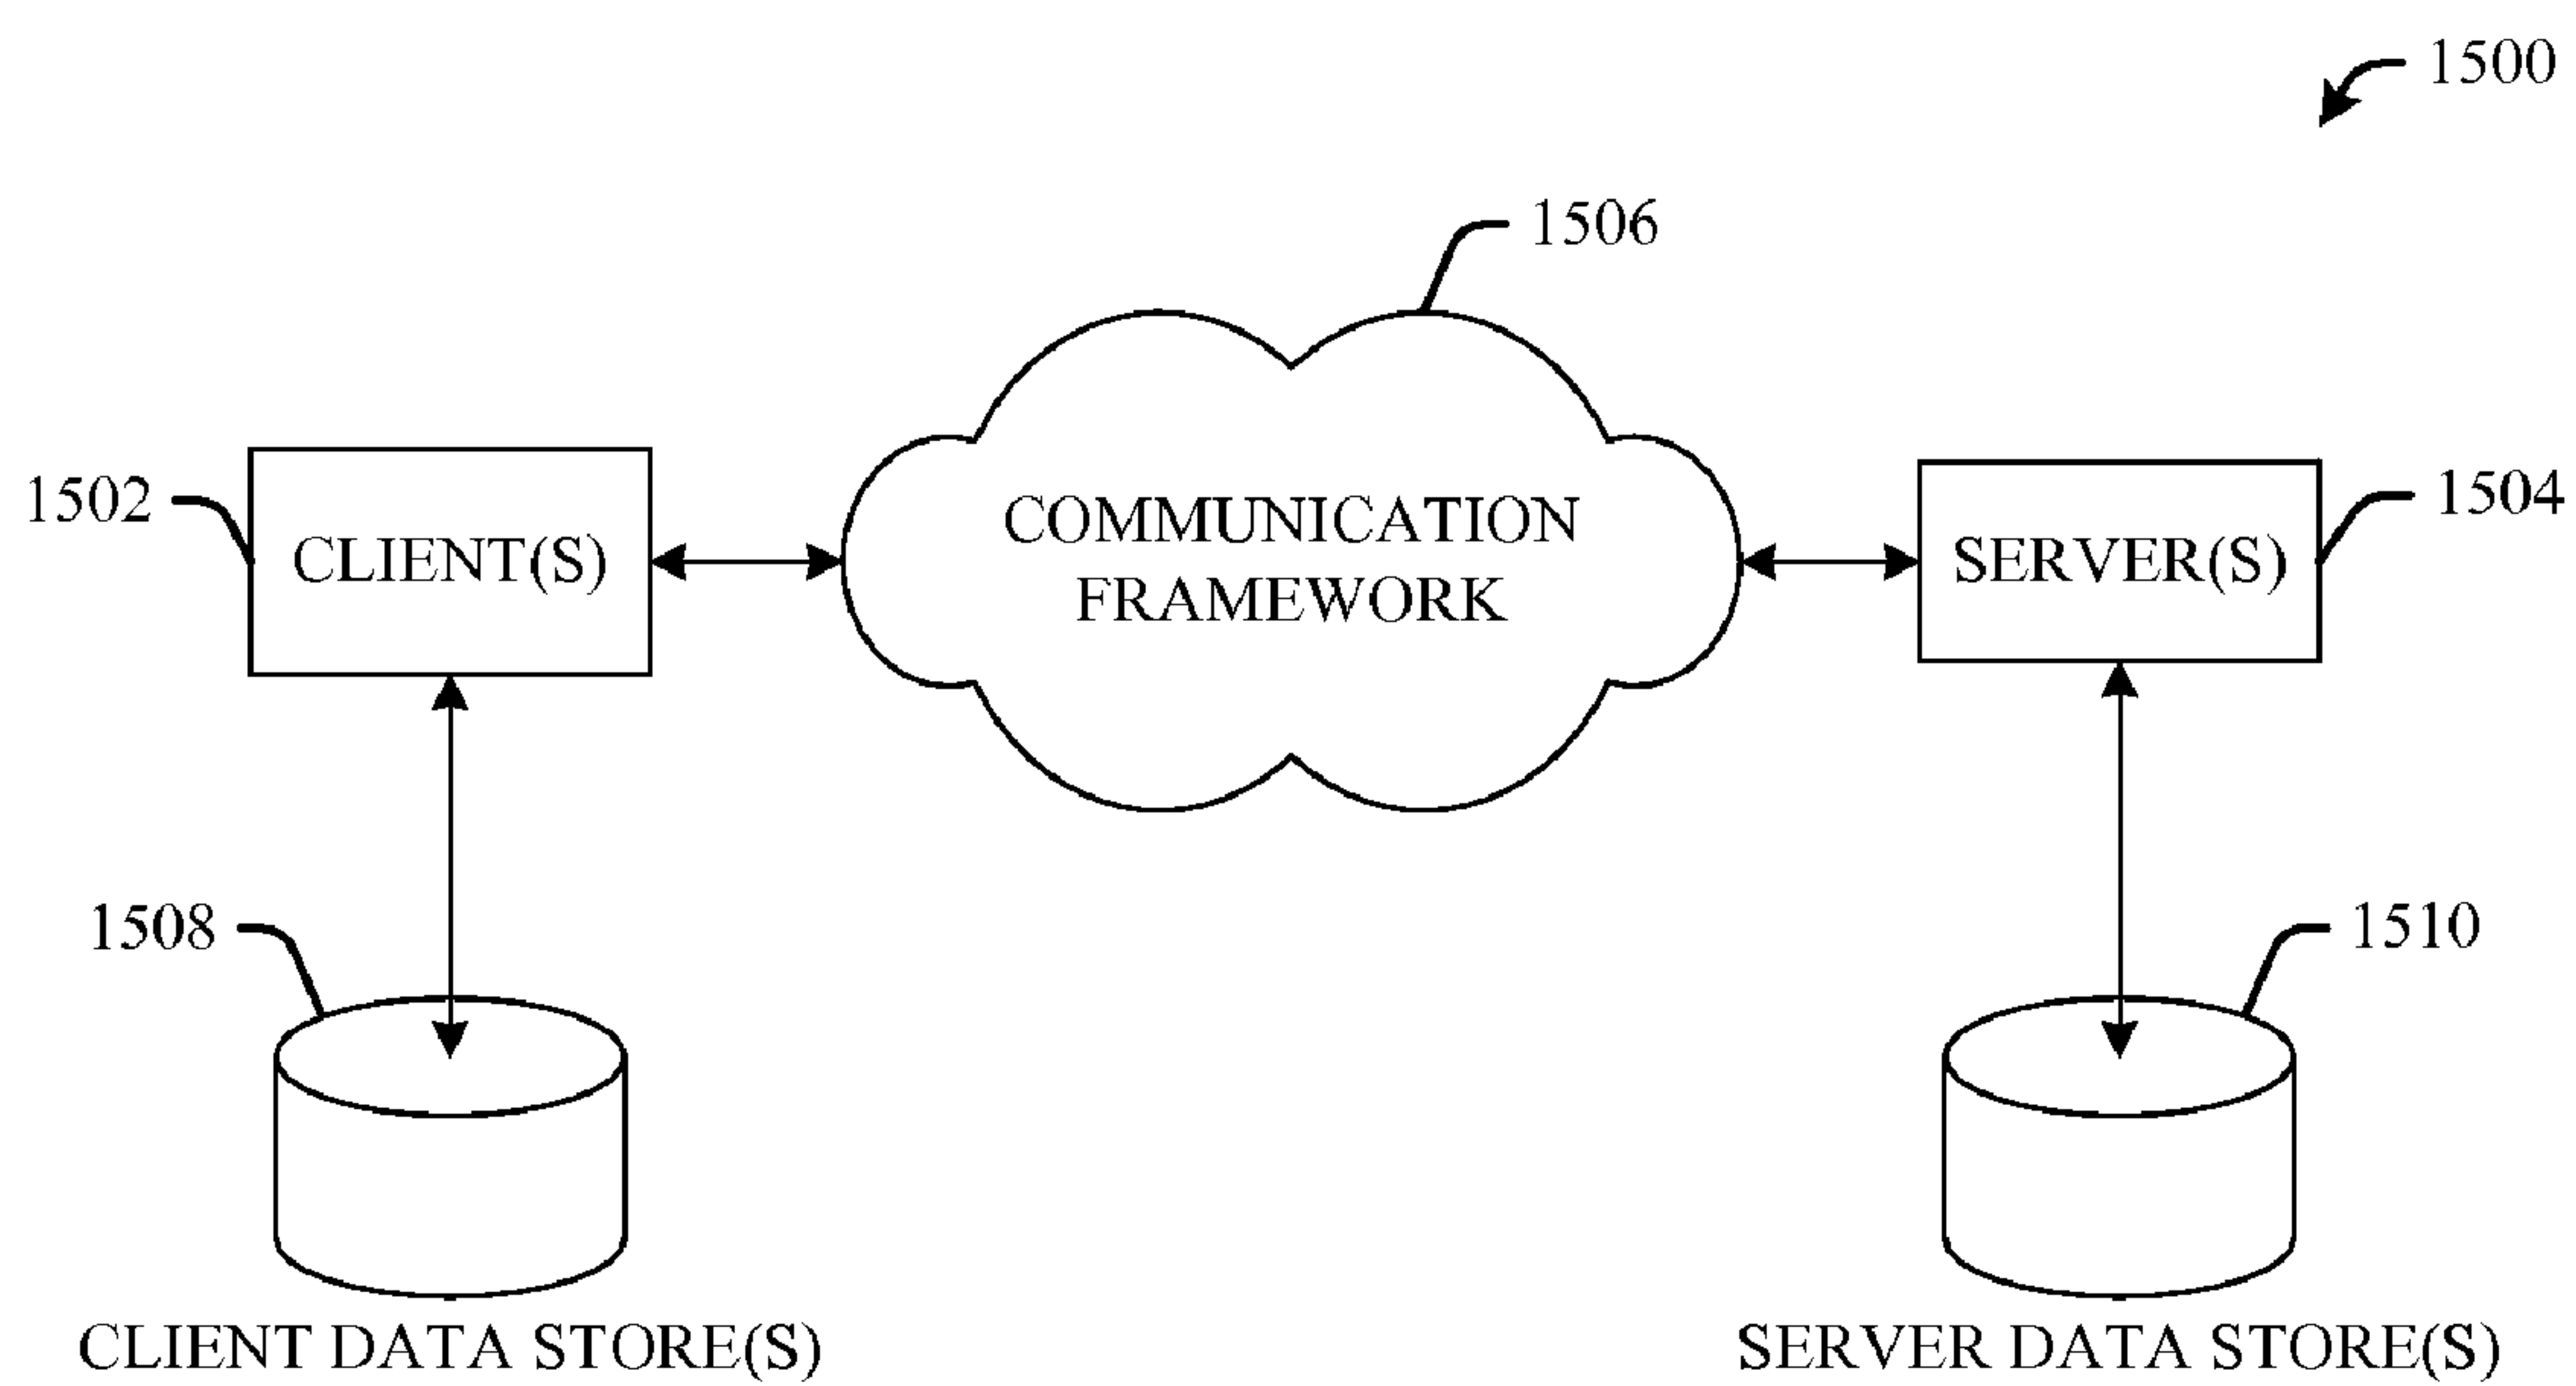 1500
1506
1502
CLIENT(S)
COMMUNICATION
FRAMEWORK
SERVER(S)
1504
1508
1510
CLIENT DATA STORE(S)
SERVER DATA STORE(S)